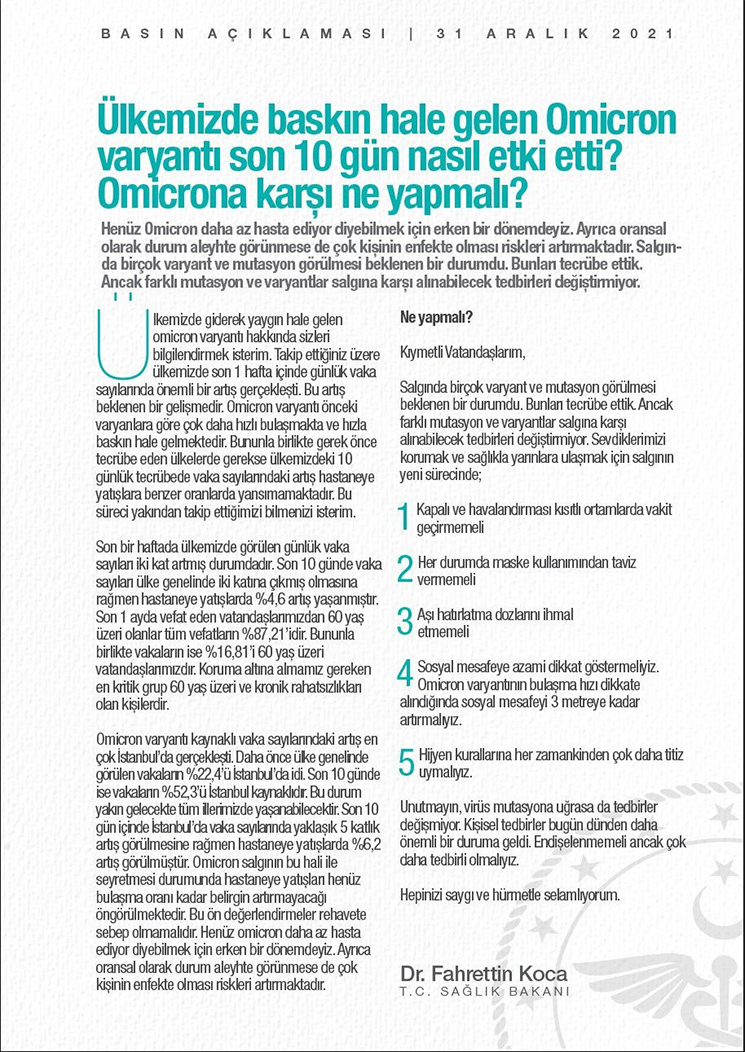 BASIN AÇIKLAMASI | 31 ARALIK 2021
Ülkemizde baskın hale gelen Omicron
varyantı son 10 gün nasıl etki etti?
Omicrona karşı ne yapmalı?
Henüz Omicron daha az hasta ediyor diyebilmek için erken bir dönemdeyiz. Ayrıca oransal
olarak durum aleyhte görünmese de çok kişinin enfekte olması riskleri artırmaktadır. Salgın-
da birçok varyant ve mutasyon görülmesi beklenen bir durumdu. Bunları tecrübe ettik.
Ancak farklı mutasyon ve varyantlar salgına karşı alınabilecek tedbirleri değiştirmiyor.
Ülkemizde giderek yaygın hale gelen
omicron varyantı hakkında sizleri
bilgilendirmek isterim. Takip ettiğiniz üzere
ülkemizde son 1 hafta içinde günlük vaka
sayılarında önemli bir artış gerçekleşti. Bu artış
beklenen bir gelişmedir. Omicron varyantı önceki
varyanlara göre çok daha hızlı bulaşmakta ve hızla
baskın hale gelmektedir. Bununla birlikte gerek önce
tecrübe eden ülkelerde gerekse ülkemizdeki 10
günlük tecrübede vaka sayılarındaki artış hastaneye
yatışlara benzer oranlarda yansımamaktadır. Bu
süreci yakından takip ettiğimizi bilmenizi isterim.
Son bir haftada ülkemizde görülen günlük vaka
sayıları iki kat artmış durumdadır. Son 10 günde vaka
sayıları ülke genelinde iki katına çıkmış olmasına
rağmen hastaneye yatışlarda %4,6 artış yaşanmıştır.
Son 1 ayda vefat eden vatandaşlarımızdan 60 yaş
üzeri olanlar tüm vefatların %87,21'idir. Bununla
birlikte vakaların ise %16,81'i 60 yaş üzeri
vatandaşlarımızdır. Koruma altına almamız gereken
en kritik grup 60 yaş üzeri ve kronik rahatsızlıkları
olan kişilerdir.
Omicron varyantı kaynaklı vaka sayılarındaki artış en
çok İstanbul'da gerçekleşti. Daha önce ülke genelinde
görülen vakaların %22,4'ü İstanbul'da idi. Son 10 günde
ise vakaların %52,3'ü İstanbul kaynaklıdır. Bu durum
yakın gelecekte tüm illerimizde yaşanabilecektir. Son 10
gün içinde İstanbul'da vaka sayılarında yaklaşık 5 katlık
artış görülmesine rağmen hastaneye yatışlarda %6,2
artış görülmüştür. Omicron salgının bu hali ile
seyretmesi durumunda hastaneye yatışları henüz
bulaşma oranı kadar belirgin artırmayacağı
öngörülmektedir. Bu ön değerlendirmeler rehavete
sebep olmamalıdır. Henüz omicron daha az hasta
ediyor diyebilmek için erken bir dönemdeyiz. Ayrıca
oransal olarak durum aleyhte görünmese de çok
kişinin enfekte olması riskleri artırmaktadır.
Ne yapmalı?
Kıymetli Vatandaşlarım,
Salgında birçok varyant ve mutasyon görülmesi
beklenen bir durumdu. Bunları tecrübe ettik. Ancak
farklı mutasyon ve varyantlar salgına karşı
alınabilecek tedbirleri değiştirmiyor. Sevdiklerimizi
korumak ve sağlıkla yarınlara ulaşmak için salgının
yeni sürecinde;
1 Kapalı ve havalandırması kısıtlı ortamlarda vakit
geçirmemeli
2 Her durumda maske kullanımından taviz
vermemeli
3 Aşı hatırlatma dozlarını ihmal
etmemeli
4 Sosyal mesafeye azami dikkat göstermeliyiz.
Omicron varyantının bulaşma hızı dikkate
alındığında sosyal mesafeyi 3 metreye kadar
artırmalıyız.
5 Hijyen kurallarına her zamankinden çok daha titiz
uymalıyız.
Unutmayın, virüs mutasyona uğrasa da tedbirler
değişmiyor. Kişisel tedbirler bugün dünden daha
önemli bir duruma geldi. Endişelenmemeli ancak çok
daha tedbirli olmalıyız.
Hepinizi saygı ve hürmetle selamlıyorum.
Dr. Fahrettin Koca
T.C. SAĞLIK BAKANI